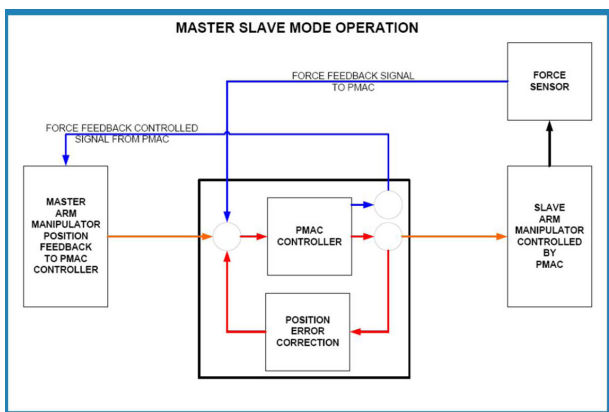 MASTER SLAVE MODE OPERATION
FORCE FEEDBACK SIGNAL
TO PMAC
FORCE
SENSOR
FORCE FEEDBACK CONTROLLED
SIGNAL FROM PMAC
MASTER
ARM
MANIPULATOR
POSITION
FEEDBACK
TO PMAC
CONTROLLER
PMAC
CONTROLLER
SLAVE
ARM
MANIPULATOR
CONTROLLED
BY
PMAC
POSITION
ERROR
CORRECTION